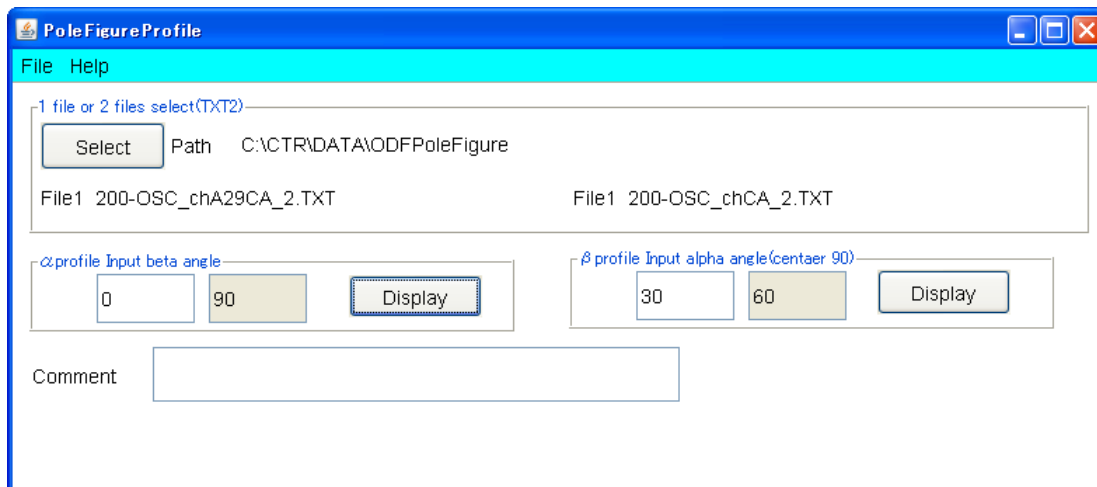 PoleFigureProfile
File Help
1 file or 2 files select(TXT2)
Select Path C:\CTR\DATA\ODFPoleFigure
File1 200-OSC_chA29CA_2.TXT File1 200-OSC_chCA_2.TXT
αprofile Input beta angle β profile Input alpha angle(centaer 90)
0 90 Display 30 60 Display
Comment